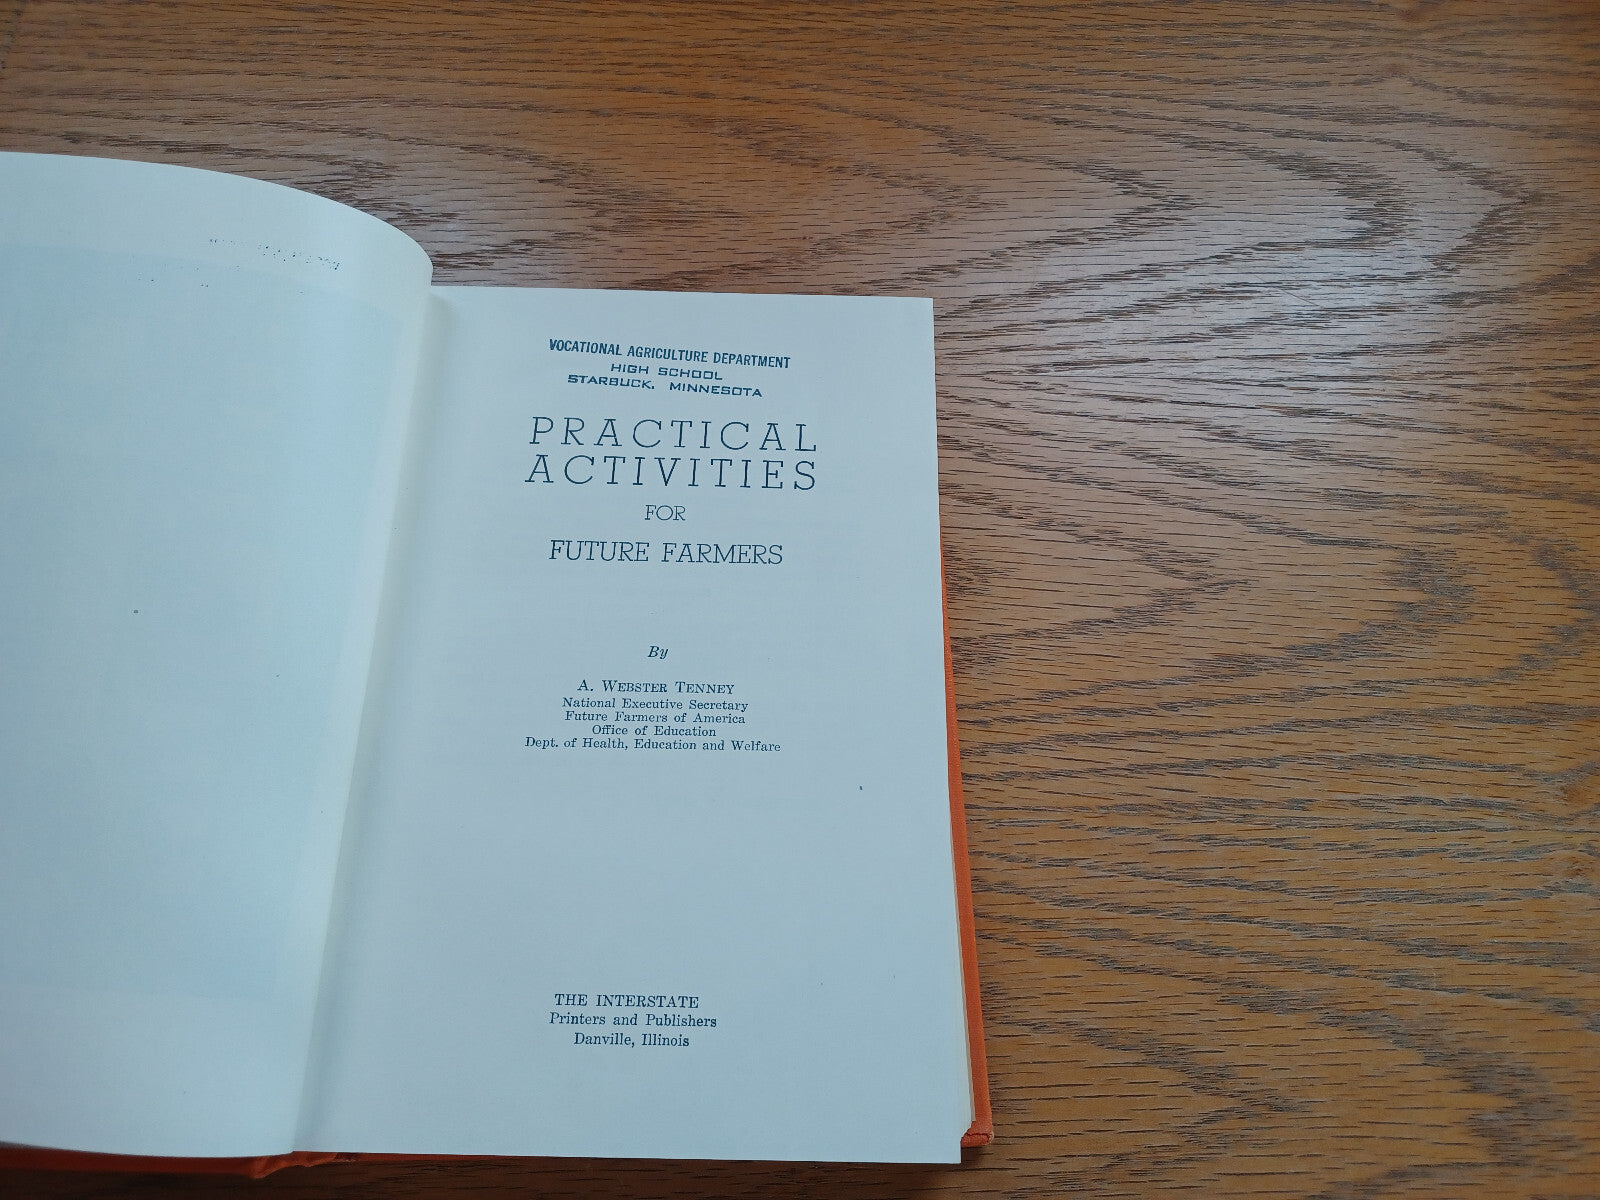 VOCATIONAL AGRICULTURE DEPARTMENT
HIGH SCHOOL
STARBUCK, MINNESOTA
PRACTICAL
ACTIVITIES
FOR
FUTURE FARMERS
By
A. WEBSTER TENNEY
National Executive Secretary
Future Farmers of America
Office of Education
Dept. of Health, Education and Welfare
THE INTERSTATE
Printers and Publishers
Danville, Illinois